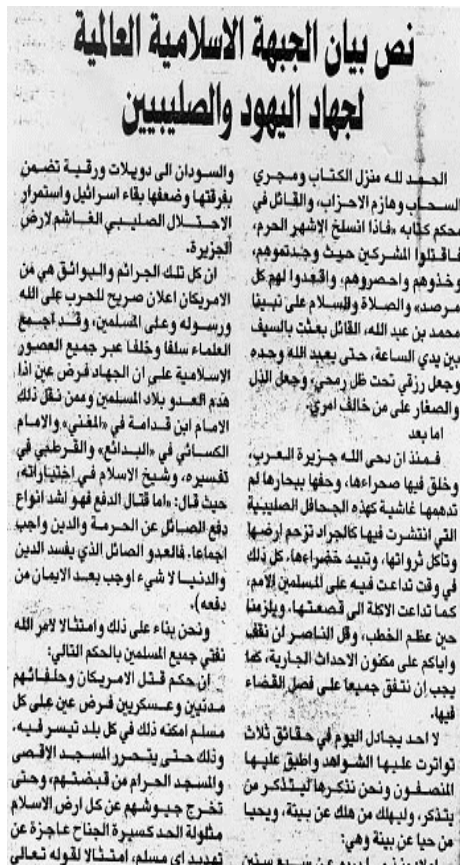 نص بيان الجبهة الاسلامية العالمية
لجهاد اليهود والصليبيين
الحمد لله منزل الكتاب ومجري
السحاب وهازم الاحزاب، والقائل في
محكم كتابه «فاذا انسلخ الاشهر الحرم،
فاقتلوا المشركين حيث وجدتموهم،
وخذوهم واحصروهم، واقعدوا لهم كل
مرصد» والصلاة والسلام على نبينا
محمد بن عبد الله، القائل بعثت بالسيف
بين يدي الساعة، حتى يعبد الله وحده
وجعل رزقي تحت ظل رمحي، وجعل الذل
والصغار على من خالف امري.
اما بعد
فمنذ ان دحى الله جزيرة العرب،
وخلق فيها صحراءها، وحفها ببحارها لم
تدهمها غاشية كهذه الجحافل الصليبية
التي انتشرت فيها كالجراد تزحم ارضها
وتأكل ثرواتها، وتبيد خضراءها، كل ذلك
في وقت تداعت فيه على المسلمين الامم،
كما تداعت الاكلة الى قصعتها. ويلزمنا
حين عظم الخطب، وقل الناصر ان نقف
واياكم على مكنون الاحداث الجارية، كما
يجب ان نتفق جميعا على فصل القضاء
فيها.
لا احد يجادل اليوم في حقائق ثلاث
تواترت عليها الشواهد واطبق عليها
المنصفون ونحن نذكرها ليتذكر من
يتذكر، وليهلك من هلك عن بينة، ويحيا
من حيا عن بينة وهي:
سبع سنين
والسودان الى دويلات ورقية تضمن
بفرقتها وضعفها بقاء اسرائيل واستمرار
الاحتلال الصليبي الغاشم لارض
الجزيرة.
ان كل تلك الجرائم والبوائق هي من
الامريكان اعلان صريح للحرب على الله
ورسوله وعلى المسلمين، وقد اجمع
العلماء سلفا وخلفا عبر جميع العصور
الاسلامية على ان الجهاد فرض عين اذا
هدم العدو بلاد المسلمين وممن نقل ذلك
الامام ابن قدامة في «المغني» والامام
الكسائي في «البدائع» والقرطبي في
تفسيره، وشيخ الاسلام في اختياراته،
حيث قال: «اما قتال الدفع فهو اشد انواع
دفع الصائل عن الحرمة والدين واجب
اجماعا. فالعدو الصائل الذي يفسد الدين
والدنيا لا شيء اوجب بعد الايمان من
دفعه).
ونحن بناء على ذلك وامتثالا لامر الله
نفتي جميع المسلمين بالحكم التالي:
ان حكم قتل الامريكان وحلفائهم
مدنيين وعسكريين فرض عين على كل
مسلم امكنه ذلك في كل بلد تيسر فيه.
وذلك حتى يتحرر المسجد الاقصى
والمسجد الحرام من قبضتهم، وحتى
تخرج جيوشهم عن كل ارض الاسلام
مثلولة الحد كسيرة الجناح عاجزة عن
تهديد اي مسلم، امتثالا لقوله تعالى